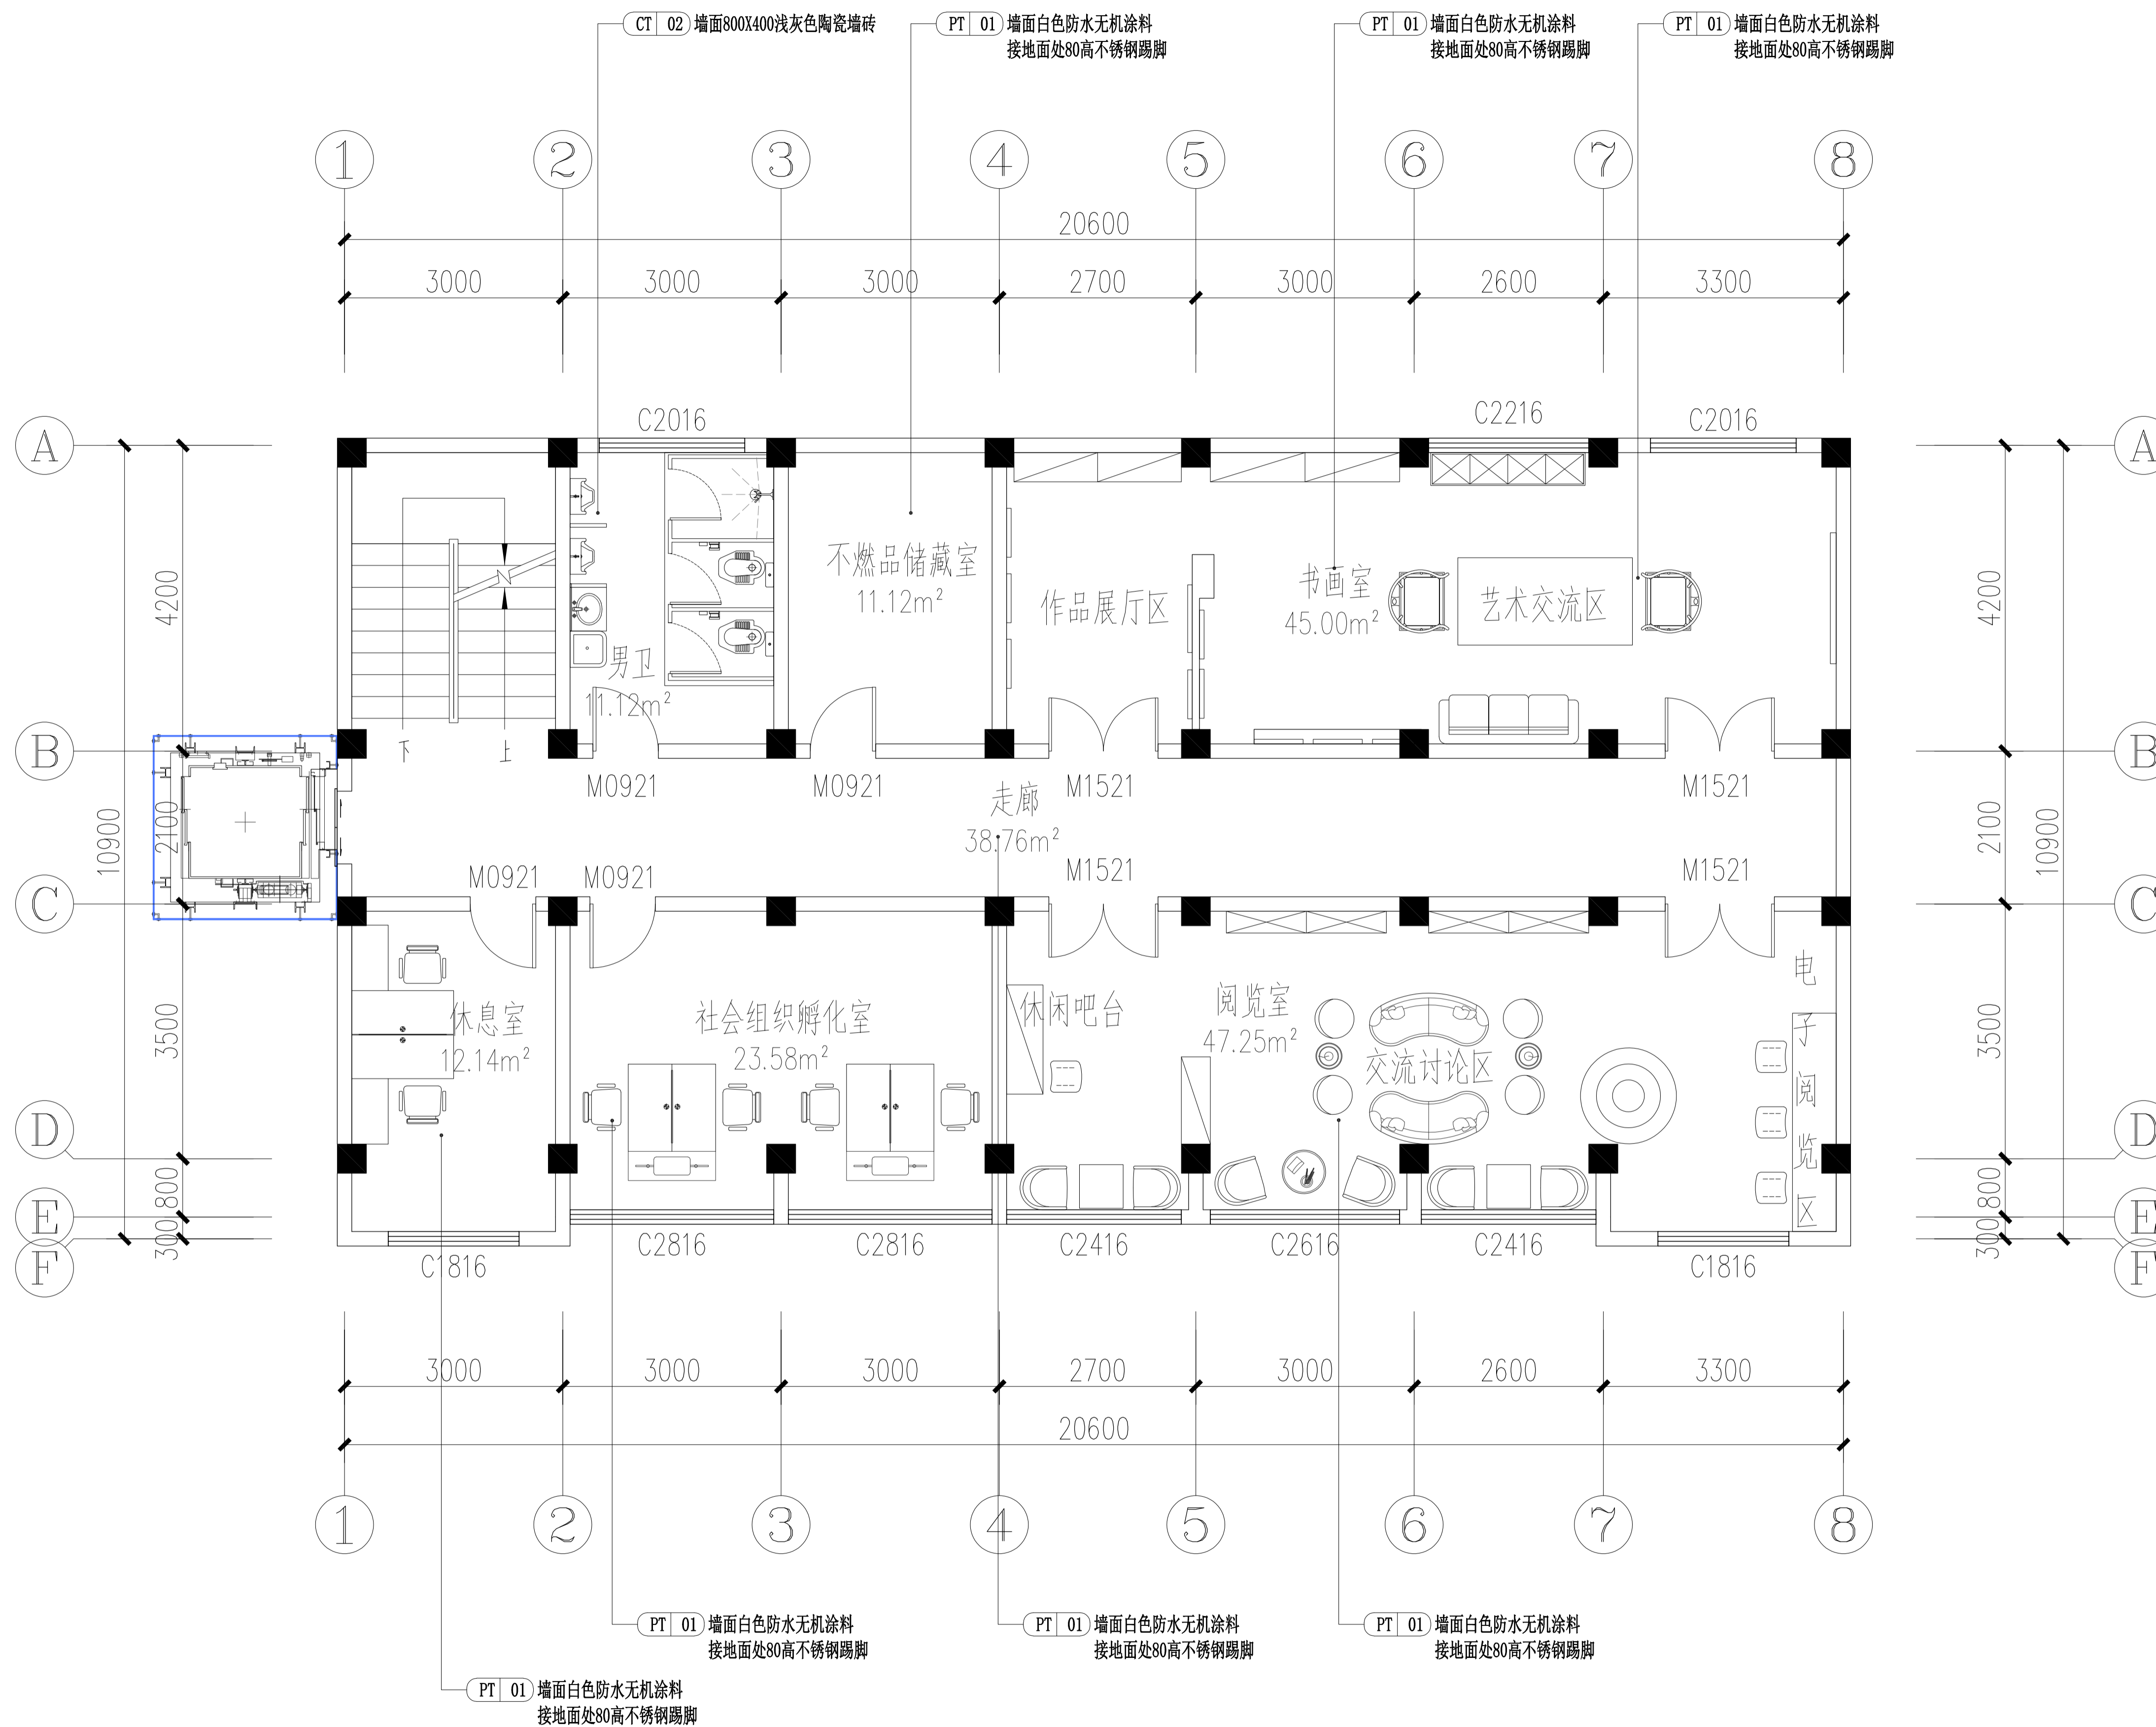 CT 02 墙面800X400浅灰色陶瓷墙砖
PT 01 墙面白色防水无机涂料
接地面处80高不锈钢踢脚
PT 01 墙面白色防水无机涂料
接地面处80高不锈钢踢脚
PT 01 墙面白色防水无机涂料
接地面处80高不锈钢踢脚
1 2 3 4 5 6 7 8
20600
3000 3000 3000 2700 3000 2600 3300
C2016 C2216 C2016
A A
4200 4200
不燃品储藏室
11.12m²
书画室
45.00m²
作品展厅区
艺术交流区
男卫
11.12m²
下 上
B B
M0921 M0921 M1521 M1521
走廊
38.76m²
10900 2100 2100 10900
M0921 M0921 M1521 M1521
C C
休息室
12.14m²
社会组织孵化室
23.58m²
休闲吧台
阅览室
47.25m²
交流讨论区
电
子
阅
览
区
3500 3500
D D
800 800
E E
300 300
F F
C1816 C2816 C2816 C2416 C2616 C2416 C1816
3000 3000 3000 2700 3000 2600 3300
20600
1 2 3 4 5 6 7 8
PT 01 墙面白色防水无机涂料
接地面处80高不锈钢踢脚
PT 01 墙面白色防水无机涂料
接地面处80高不锈钢踢脚
PT 01 墙面白色防水无机涂料
接地面处80高不锈钢踢脚
PT 01 墙面白色防水无机涂料
接地面处80高不锈钢踢脚